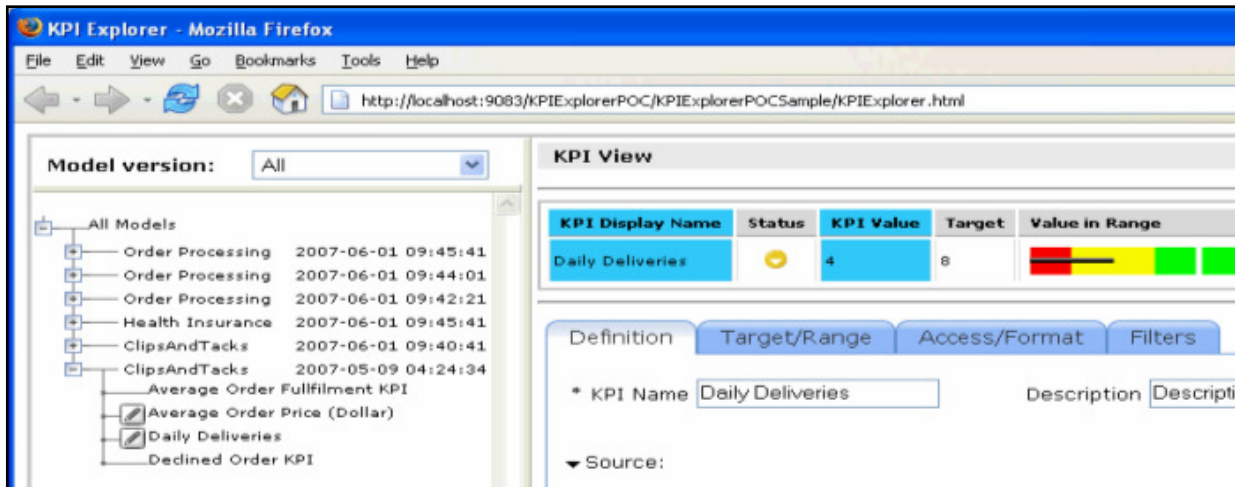 KPI Explorer - Mozilla Firefox
File Edit View Go Bookmarks Tools Help
http://localhost:9083/KPIExplorerPOC/KPIExplorerPOCSample/KPIExplorer.html
Model version: All
All Models
Order Processing 2007-06-01 09:45:41
Order Processing 2007-06-01 09:44:01
Order Processing 2007-06-01 09:42:21
Health Insurance 2007-06-01 09:45:41
ClipsAndTacks 2007-06-01 09:40:41
ClipsAndTacks 2007-05-09 04:24:34
Average Order Fullfilment KPI
Average Order Price (Dollar)
Daily Deliveries
Declined Order KPI
KPI View
KPI Display Name Status KPI Value Target Value in Range
Daily Deliveries 4 8
Definition Target/Range Access/Format Filters
* KPI Name Daily Deliveries Description Descripti
Source: